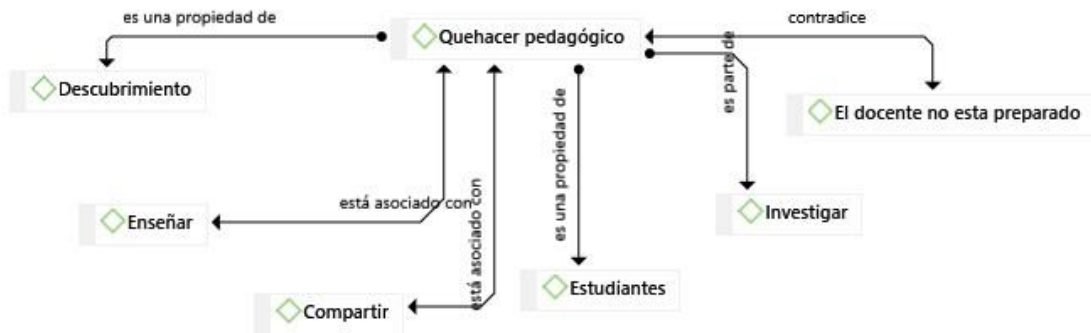 es una propiedad de
contradice
Quehacer pedagógico
es parte de
Descubrimiento
El docente no esta preparado
es una propiedad de
está asociado con
está asociado con
Enseñar
Investigar
Estudiantes
Compartir